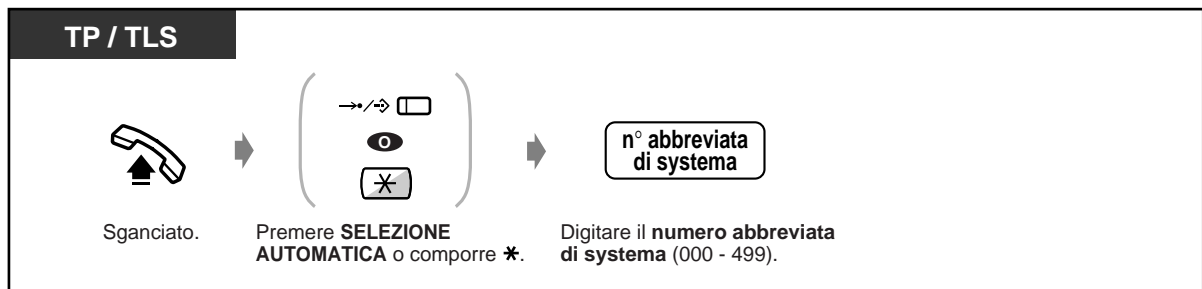 TP / TLS
O
n° abbreviata
di systema
Sganciato.
Premere SELEZIONE
AUTOMATICA o comporre *.
Digitare il numero abbreviata
di systema (000 - 499).